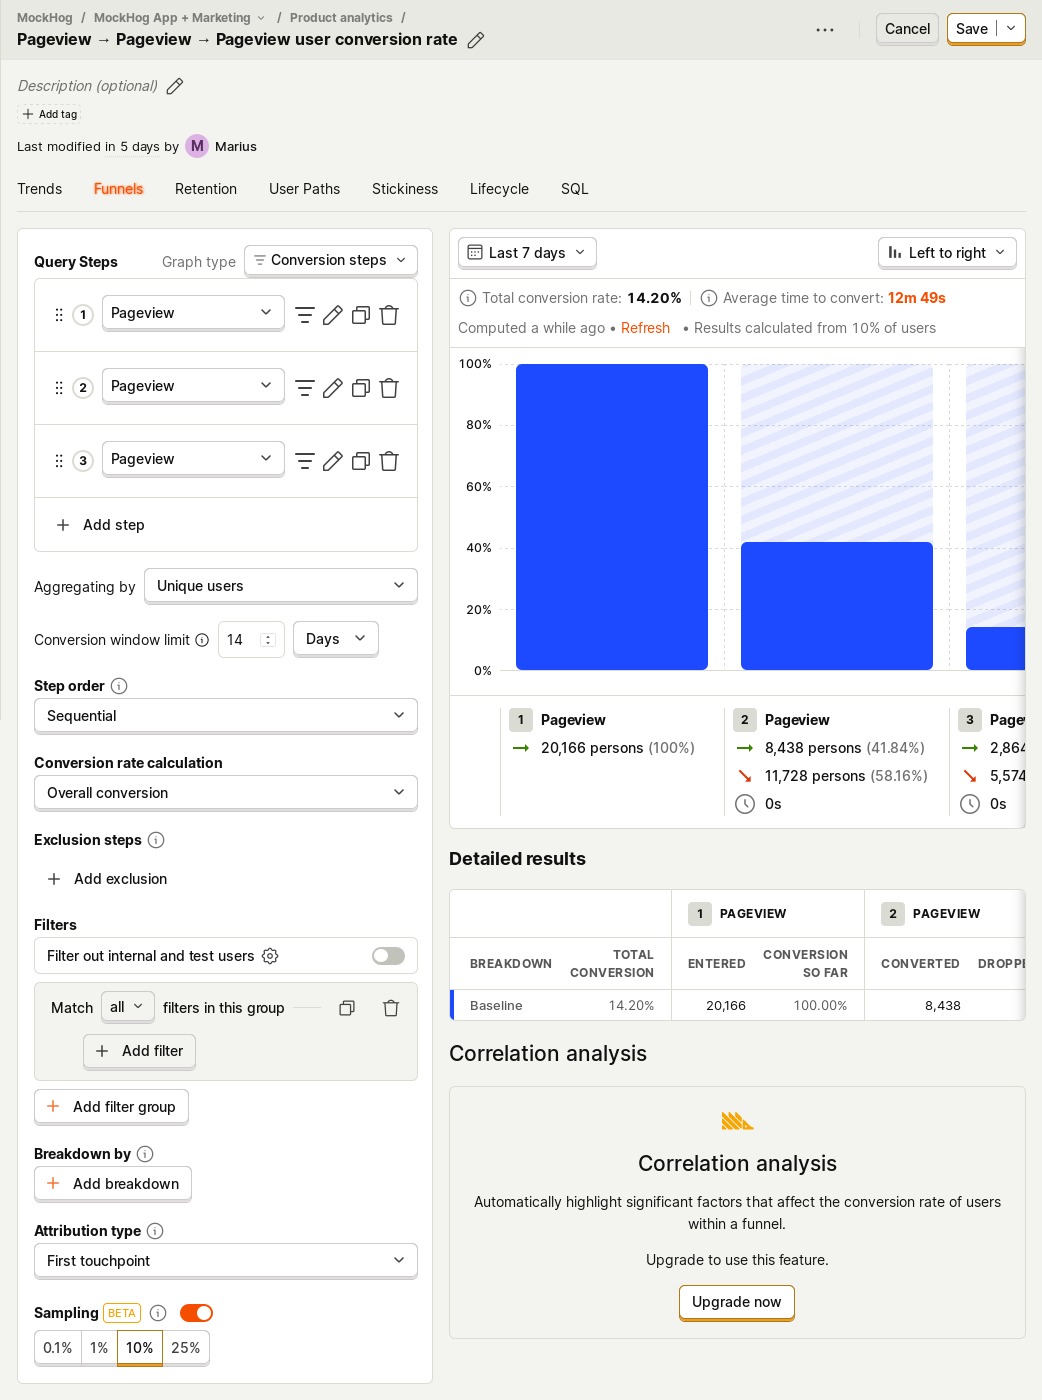 MockHog / MockHog App + Marketing / Product analytics /
Pageview → Pageview → Pageview user conversion rate
Cancel
Save
Description (optional)
Add tag
Last modified in 5 days by M Marius
Trends Funnels Retention User Paths Stickiness Lifecycle SQL
Query Steps
Graph type
Conversion steps
1 Pageview
2 Pageview
3 Pageview
Add step
Aggregating by Unique users
Conversion window limit 14 Days
Step order
Sequential
Conversion rate calculation
Overall conversion
Exclusion steps
Add exclusion
Filters
Filter out internal and test users
Match all filters in this group
Add filter
Add filter group
Breakdown by
Add breakdown
Attribution type
First touchpoint
Sampling BETA
0.1% 1% 10% 25%
Last 7 days
Left to right
Total conversion rate: 14.20% Average time to convert: 12m 49s
Computed a while ago • Refresh • Results calculated from 10% of users
100%
80%
60%
40%
20%
0%
1 Pageview
20,166 persons (100%)
2 Pageview
8,438 persons (41.84%)
11,728 persons (58.16%)
0s
3 Page
2,864
5,574
0s
Detailed results
1 PAGEVIEW 2 PAGEVIEW
BREAKDOWN TOTAL CONVERSION ENTERED CONVERSION SO FAR CONVERTED DROPPE
Baseline 14.20% 20,166 100.00% 8,438
Correlation analysis
Correlation analysis
Automatically highlight significant factors that affect the conversion rate of users
within a funnel.
Upgrade to use this feature.
Upgrade now